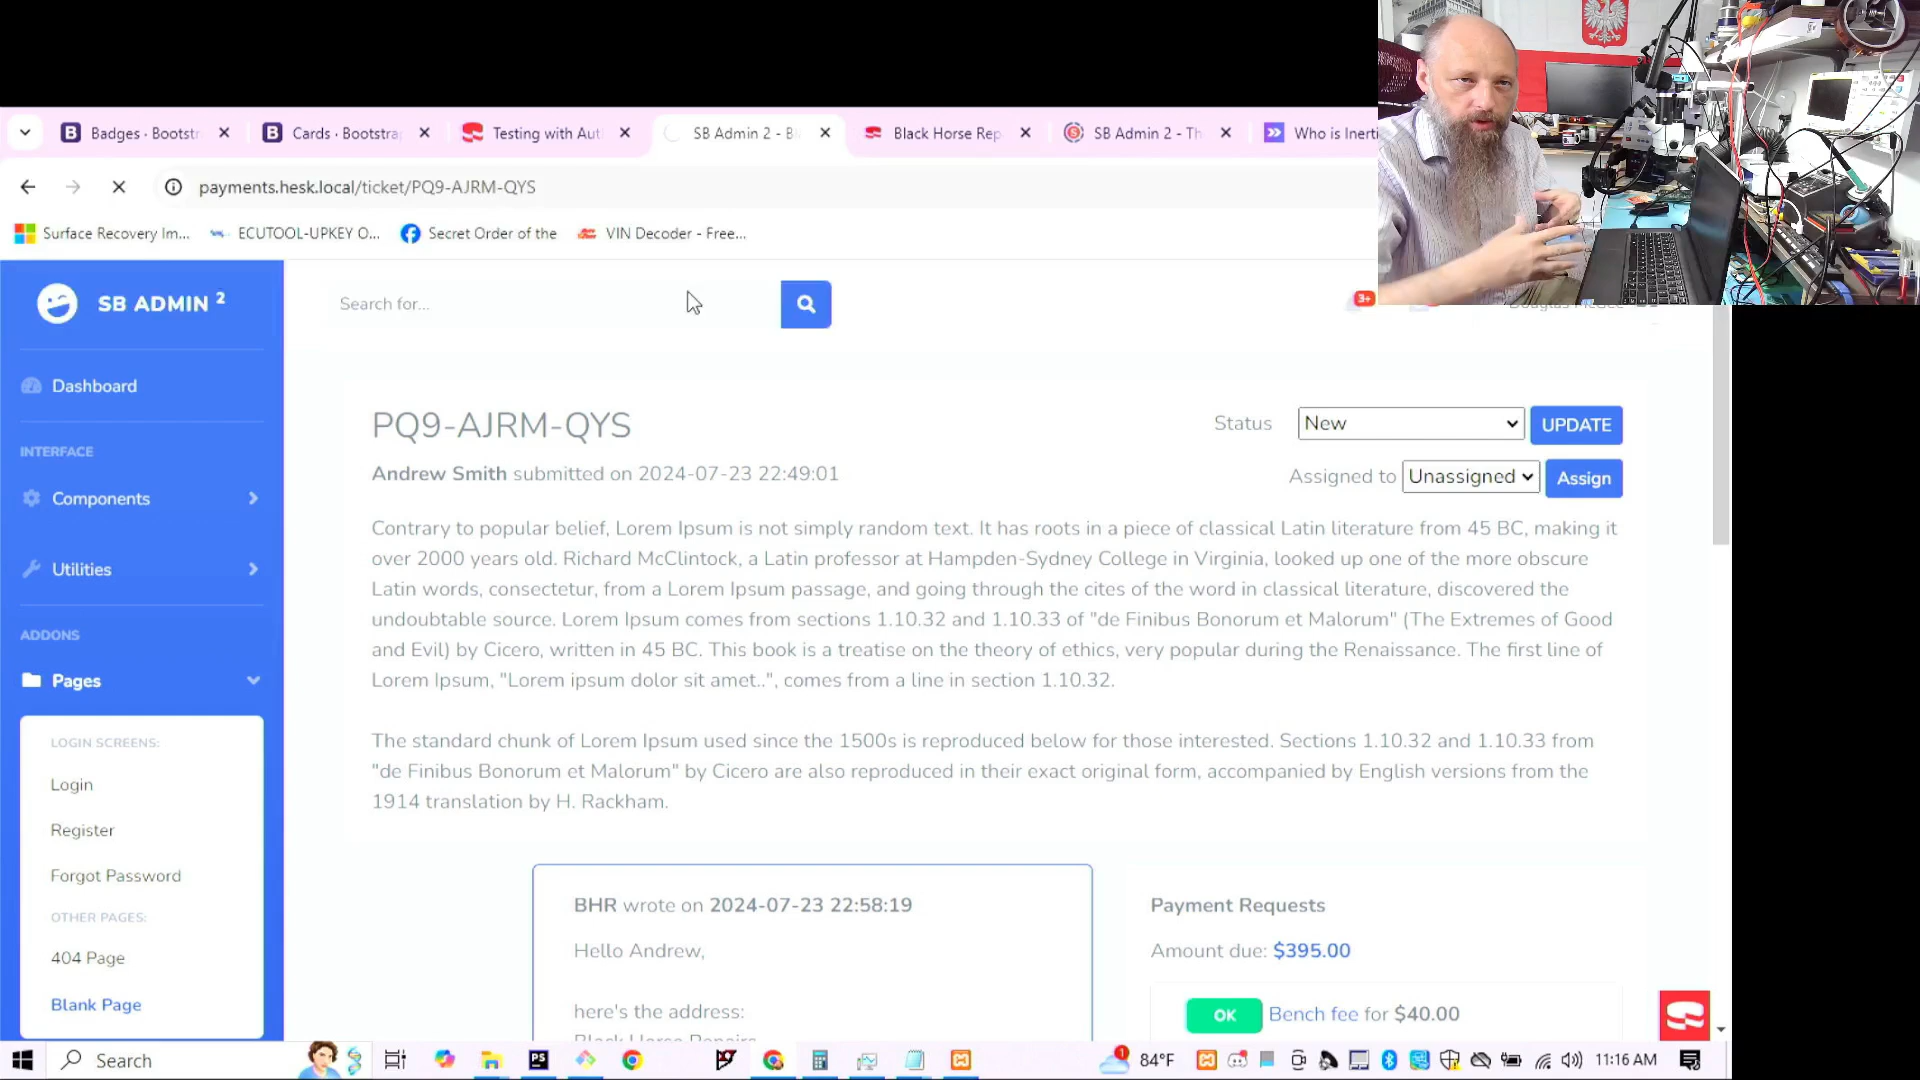 Badges · Bootst
Cards · Bootstra
Testing with Aut
SB Admin 2 - B
Black Horse Rep
SB Admin 2 - Th
Who is Inerti
payments.hesk.local/ticket/PQ9-AJRM-QYS
Surface Recovery Im...
ECUTOOL-UPKEY O...
Secret Order of the
VIN Decoder - Free...
SB ADMIN 2
Search for...
3+
Dashboard
INTERFACE
Components
Utilities
ADDONS
Pages
LOGIN SCREENS:
Login
Register
Forgot Password
OTHER PAGES:
404 Page
Blank Page
PQ9-AJRM-QYS
Status
New
UPDATE
Andrew Smith submitted on 2024-07-23 22:49:01
Assigned to
Unassigned
Assign
Contrary to popular belief, Lorem Ipsum is not simply random text. It has roots in a piece of classical Latin literature from 45 BC, making it
over 2000 years old. Richard McClintock, a Latin professor at Hampden-Sydney College in Virginia, looked up one of the more obscure
Latin words, consectetur, from a Lorem Ipsum passage, and going through the cites of the word in classical literature, discovered the
undoubtable source. Lorem Ipsum comes from sections 1.10.32 and 1.10.33 of "de Finibus Bonorum et Malorum" (The Extremes of Good
and Evil) by Cicero, written in 45 BC. This book is a treatise on the theory of ethics, very popular during the Renaissance. The first line of
Lorem Ipsum, "Lorem ipsum dolor sit amet..", comes from a line in section 1.10.32.
The standard chunk of Lorem Ipsum used since the 1500s is reproduced below for those interested. Sections 1.10.32 and 1.10.33 from
"de Finibus Bonorum et Malorum" by Cicero are also reproduced in their exact original form, accompanied by English versions from the
1914 translation by H. Rackham.
BHR wrote on 2024-07-23 22:58:19
Hello Andrew,
here's the address:
Black Horse Repairs
Payment Requests
Amount due: $395.00
OK
Bench fee for $40.00
Search
PS
1
84°F
11:16 AM